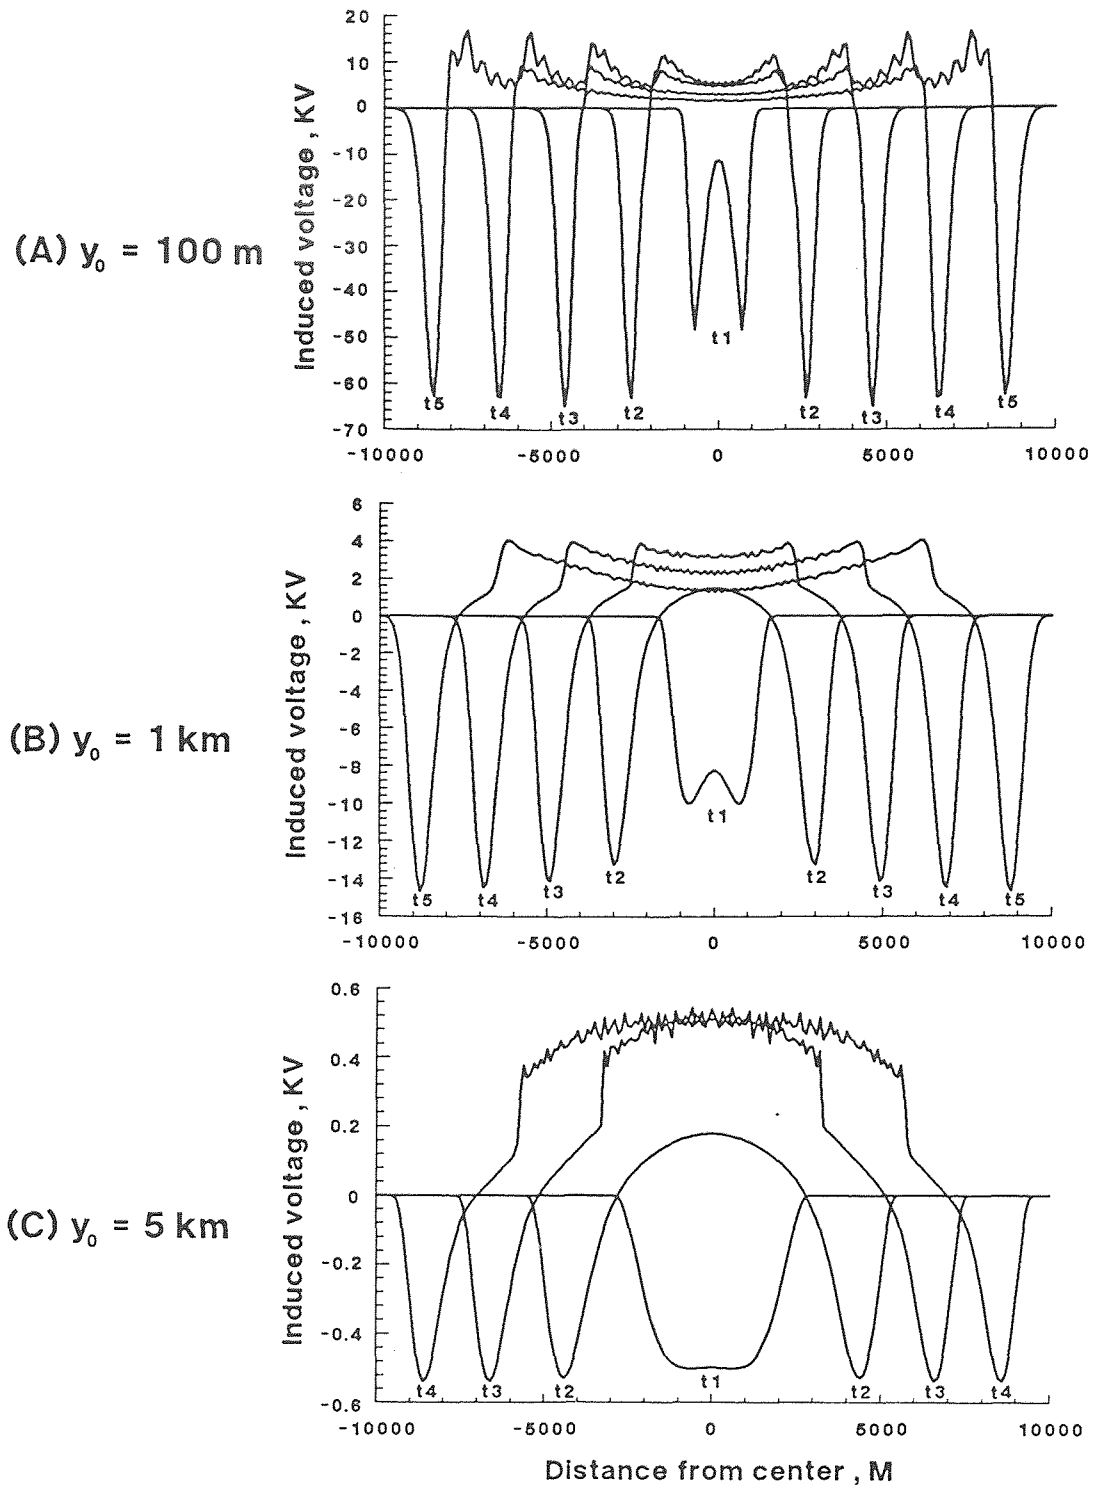 (A) y₀ = 100 m
Induced voltage , KV
20
10
0
-10
-20
-30
-40
-50
-60
-70
t5
t4
t3
t2
t1
t2
t3
t4
t5
-10000
-5000
0
5000
10000
(B) y₀ = 1 km
Induced voltage , KV
6
4
2
0
-2
-4
-6
-8
-10
-12
-14
-16
t5
t4
t3
t2
t1
t2
t3
t4
t5
-10000
-5000
0
5000
10000
(C) y₀ = 5 km
Induced voltage , KV
0.6
0.4
0.2
0
-0.2
-0.4
-0.6
t4
t3
t2
t1
t2
t3
t4
-10000
-5000
0
5000
10000
Distance from center , M